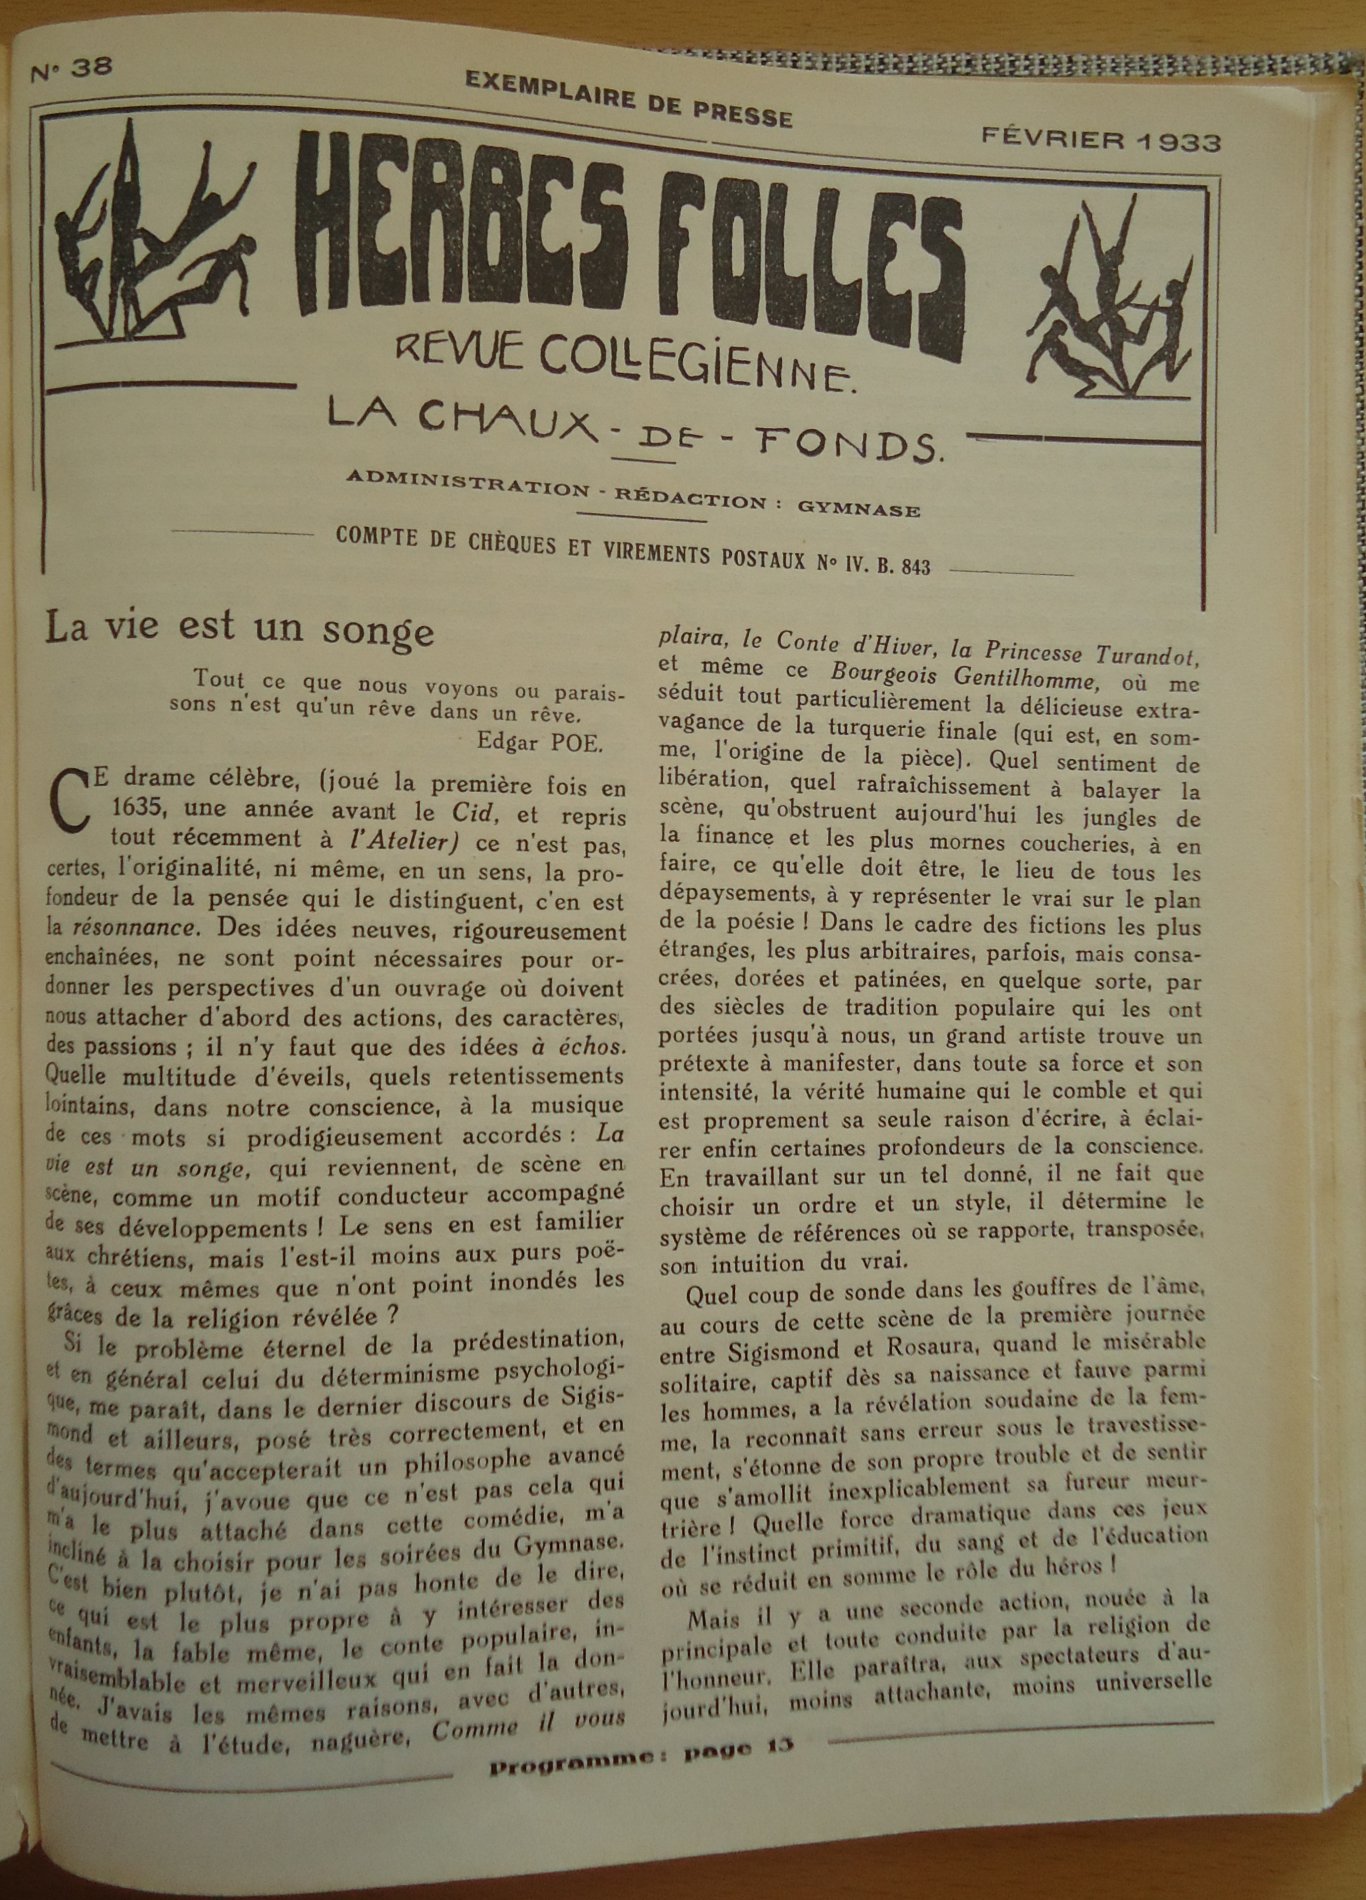 N° 38
EXEMPLAIRE DE PRESSE
FÉVRIER 1933
HERBES FOLLES
REVUE COLLEGIENNE.
LA CHAUX-DE-FONDS.
ADMINISTRATION - RÉDACTION : GYMNASE
COMPTE DE CHÈQUES ET VIREMENTS POSTAUX N° IV. B. 843
La vie est un songe
Tout ce que nous voyons ou parais-
sons n'est qu'un rêve dans un rêve.
Edgar POE.
CE drame célèbre, (joué la première fois en
1635, une année avant le Cid, et repris
tout récemment à l'Atelier) ce n'est pas,
certes, l'originalité, ni même, en un sens, la pro-
fondeur de la pensée qui le distinguent, c'en est
la résonnance. Des idées neuves, rigoureusement
enchaînées, ne sont point nécessaires pour or-
donner les perspectives d'un ouvrage où doivent
nous attacher d'abord des actions, des caractères,
des passions ; il n'y faut que des idées à échos.
Quelle multitude d'éveils, quels retentissements
lointains, dans notre conscience, à la musique
de ces mots si prodigieusement accordés : La
vie est un songe, qui reviennent, de scène en
scène, comme un motif conducteur accompagné
de ses développements ! Le sens en est familier
aux chrétiens, mais l'est-il moins aux purs poë-
tes, à ceux mêmes que n'ont point inondés les
grâces de la religion révélée ?
Si le problème éternel de la prédestination,
et en général celui du déterminisme psychologi-
que, me paraît, dans le dernier discours de Sigis-
mond et ailleurs, posé très correctement, et en
des termes qu'accepterait un philosophe avancé
d'aujourd'hui, j'avoue que ce n'est pas cela qui
m'a le plus attaché dans cette comédie, m'a
incliné à la choisir pour les soirées du Gymnase.
C'est bien plutôt, je n'ai pas honte de le dire,
ce qui est le plus propre à y intéresser des
enfants, la fable même, le conte populaire, in-
vraisemblable et merveilleux qui en fait la don-
née. J'avais les mêmes raisons, avec d'autres,
de mettre à l'étude, naguère, Comme il vous
plaira, le Conte d'Hiver, la Princesse Turandot,
et même ce Bourgeois Gentilhomme, où me
séduit tout particulièrement la délicieuse extra-
vagance de la turquerie finale (qui est, en som-
me, l'origine de la pièce). Quel sentiment de
libération, quel rafraîchissement à balayer la
scène, qu'obstruent aujourd'hui les jungles de
la finance et les plus mornes coucheries, à en
faire, ce qu'elle doit être, le lieu de tous les
dépaysements, à y représenter le vrai sur le plan
de la poésie ! Dans le cadre des fictions les plus
étranges, les plus arbitraires, parfois, mais consa-
crées, dorées et patinées, en quelque sorte, par
des siècles de tradition populaire qui les ont
portées jusqu'à nous, un grand artiste trouve un
prétexte à manifester, dans toute sa force et son
intensité, la vérité humaine qui le comble et qui
est proprement sa seule raison d'écrire, à éclai-
rer enfin certaines profondeurs de la conscience.
En travaillant sur un tel donné, il ne fait que
choisir un ordre et un style, il détermine le
système de références où se rapporte, transposée,
son intuition du vrai.
Quel coup de sonde dans les gouffres de l'âme,
au cours de cette scène de la première journée
entre Sigismond et Rosaura, quand le misérable
solitaire, captif dès sa naissance et fauve parmi
les hommes, a la révélation soudaine de la fem-
me, la reconnaît sans erreur sous le travestisse-
ment, s'étonne de son propre trouble et de sentir
que s'amollit inexplicablement sa fureur meur-
trière ! Quelle force dramatique dans ces jeux
de l'instinct primitif, du sang et de l'éducation
où se réduit en somme le rôle du héros !
Mais il y a une seconde action, nouée à la
principale et toute conduite par la religion de
l'honneur. Elle paraîtra, aux spectateurs d'au-
jourd'hui, moins attachante, moins universelle
Programme : page 13